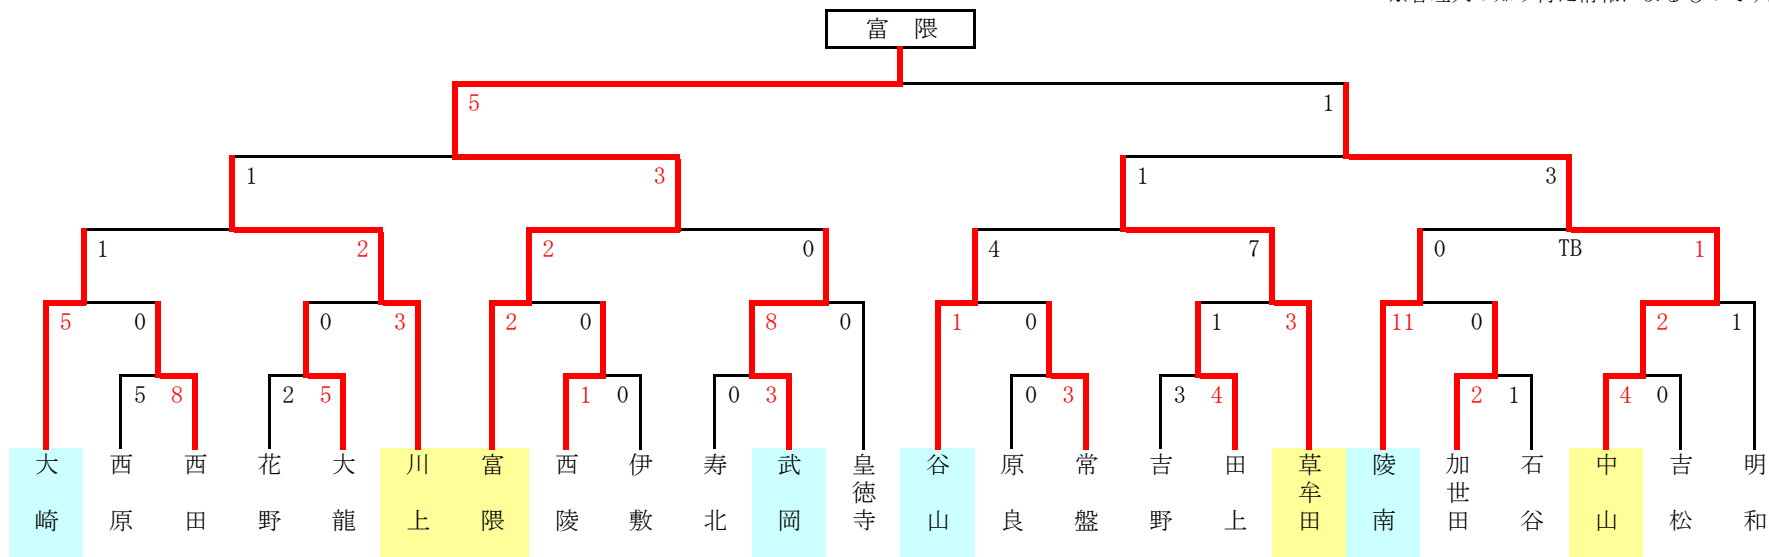 富 隈
5 1
1 3 1 3
1 2 2 0 4 7 0 TB 1
5 0 0 3 2 0 8 0 1 0 1 3 11 0 2 1
5 8 2 5 1 0 0 3 0 3 3 4 2 1 4 0
大崎
西原
西田
花野
大龍
川上
富隈
西陵
伊敷
寿北
武岡
皇徳寺
谷山
原良
常盤
吉野
田上
草牟田
陵南
加世田
石谷
中山
吉松
明和